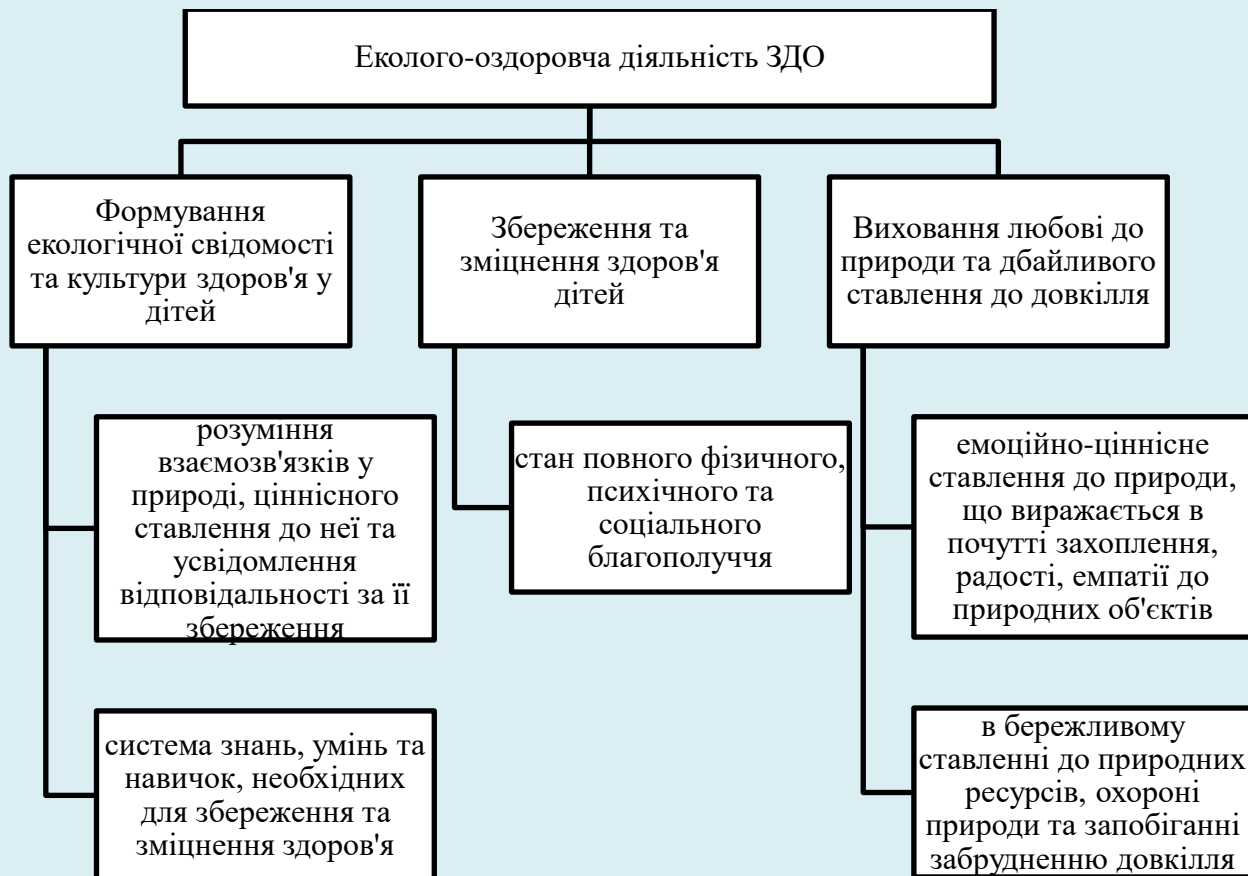 Еколого-оздоровча діяльність ЗДО
Формування
екологічної свідомості
та культури здоров'я у
дітей
Збереження та
зміцнення здоров'я
дітей
Виховання любові до
природи та дбайливого
ставлення до довкілля
розуміння
взаємозв'язків у
природі, ціннісного
ставлення до неї та
усвідомлення
відповідальності за її
збереження
стан повного фізичного,
психічного та
соціального
благополуччя
емоційно-ціннісне
ставлення до природи,
що виражається в
почутті захоплення,
радості, емпатії до
природних об'єктів
система знань, умінь та
навичок, необхідних
для збереження та
зміцнення здоров'я
в бережливому
ставленні до природних
ресурсів, охороні
природи та запобіганні
забрудненню довкілля